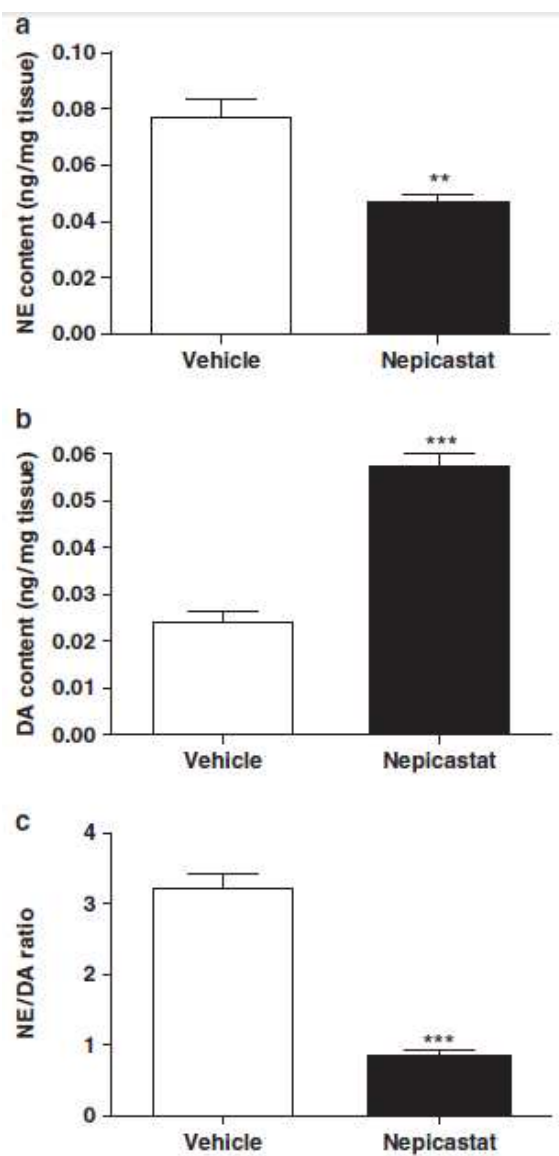 a
NE content (ng/mg tissue)
0.10
0.08
0.06
0.04
0.02
0.00
**
Vehicle Nepicastat
b
DA content (ng/mg tissue)
0.06
0.05
0.04
0.03
0.02
0.01
0.00
***
Vehicle Nepicastat
c
NE/DA ratio
4
3
2
1
0
***
Vehicle Nepicastat